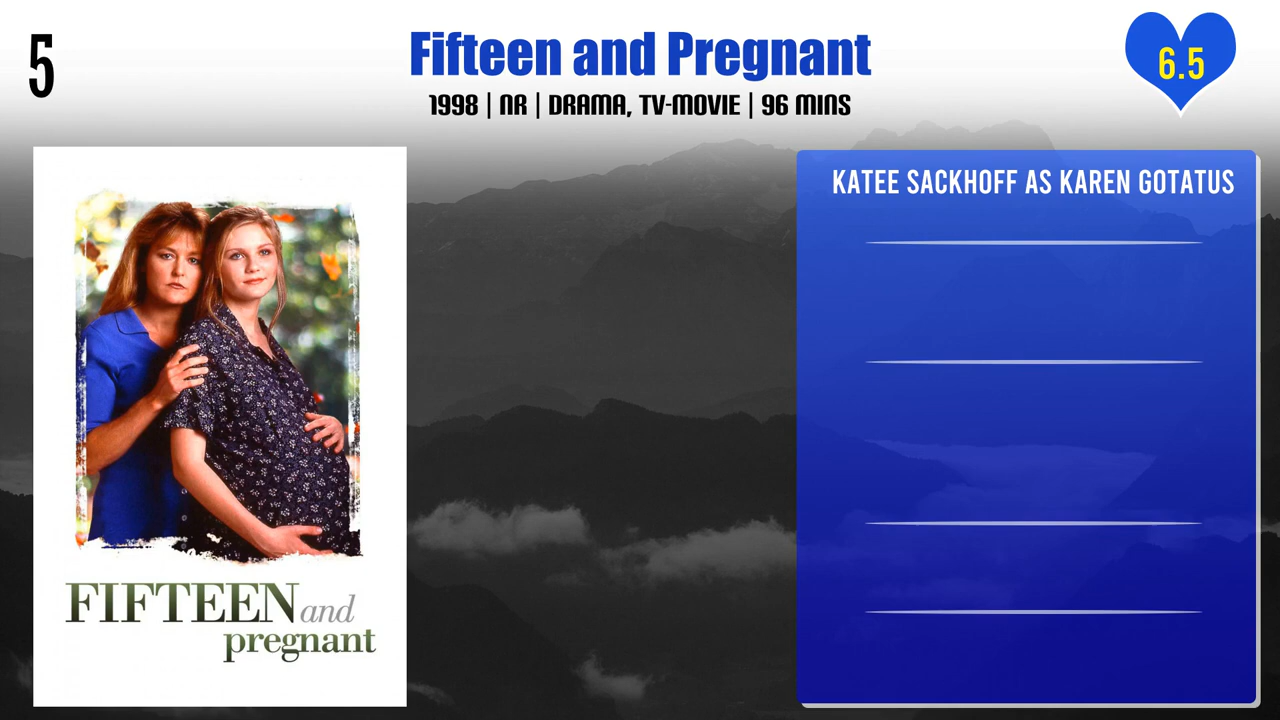 5
Fifteen and Pregnant
6.5
1998 | NR | DRAMA, TV-MOVIE | 96 MINS
KATEE SACKHOFF AS KAREN GOTATUS
FIFTEEN and
pregnant